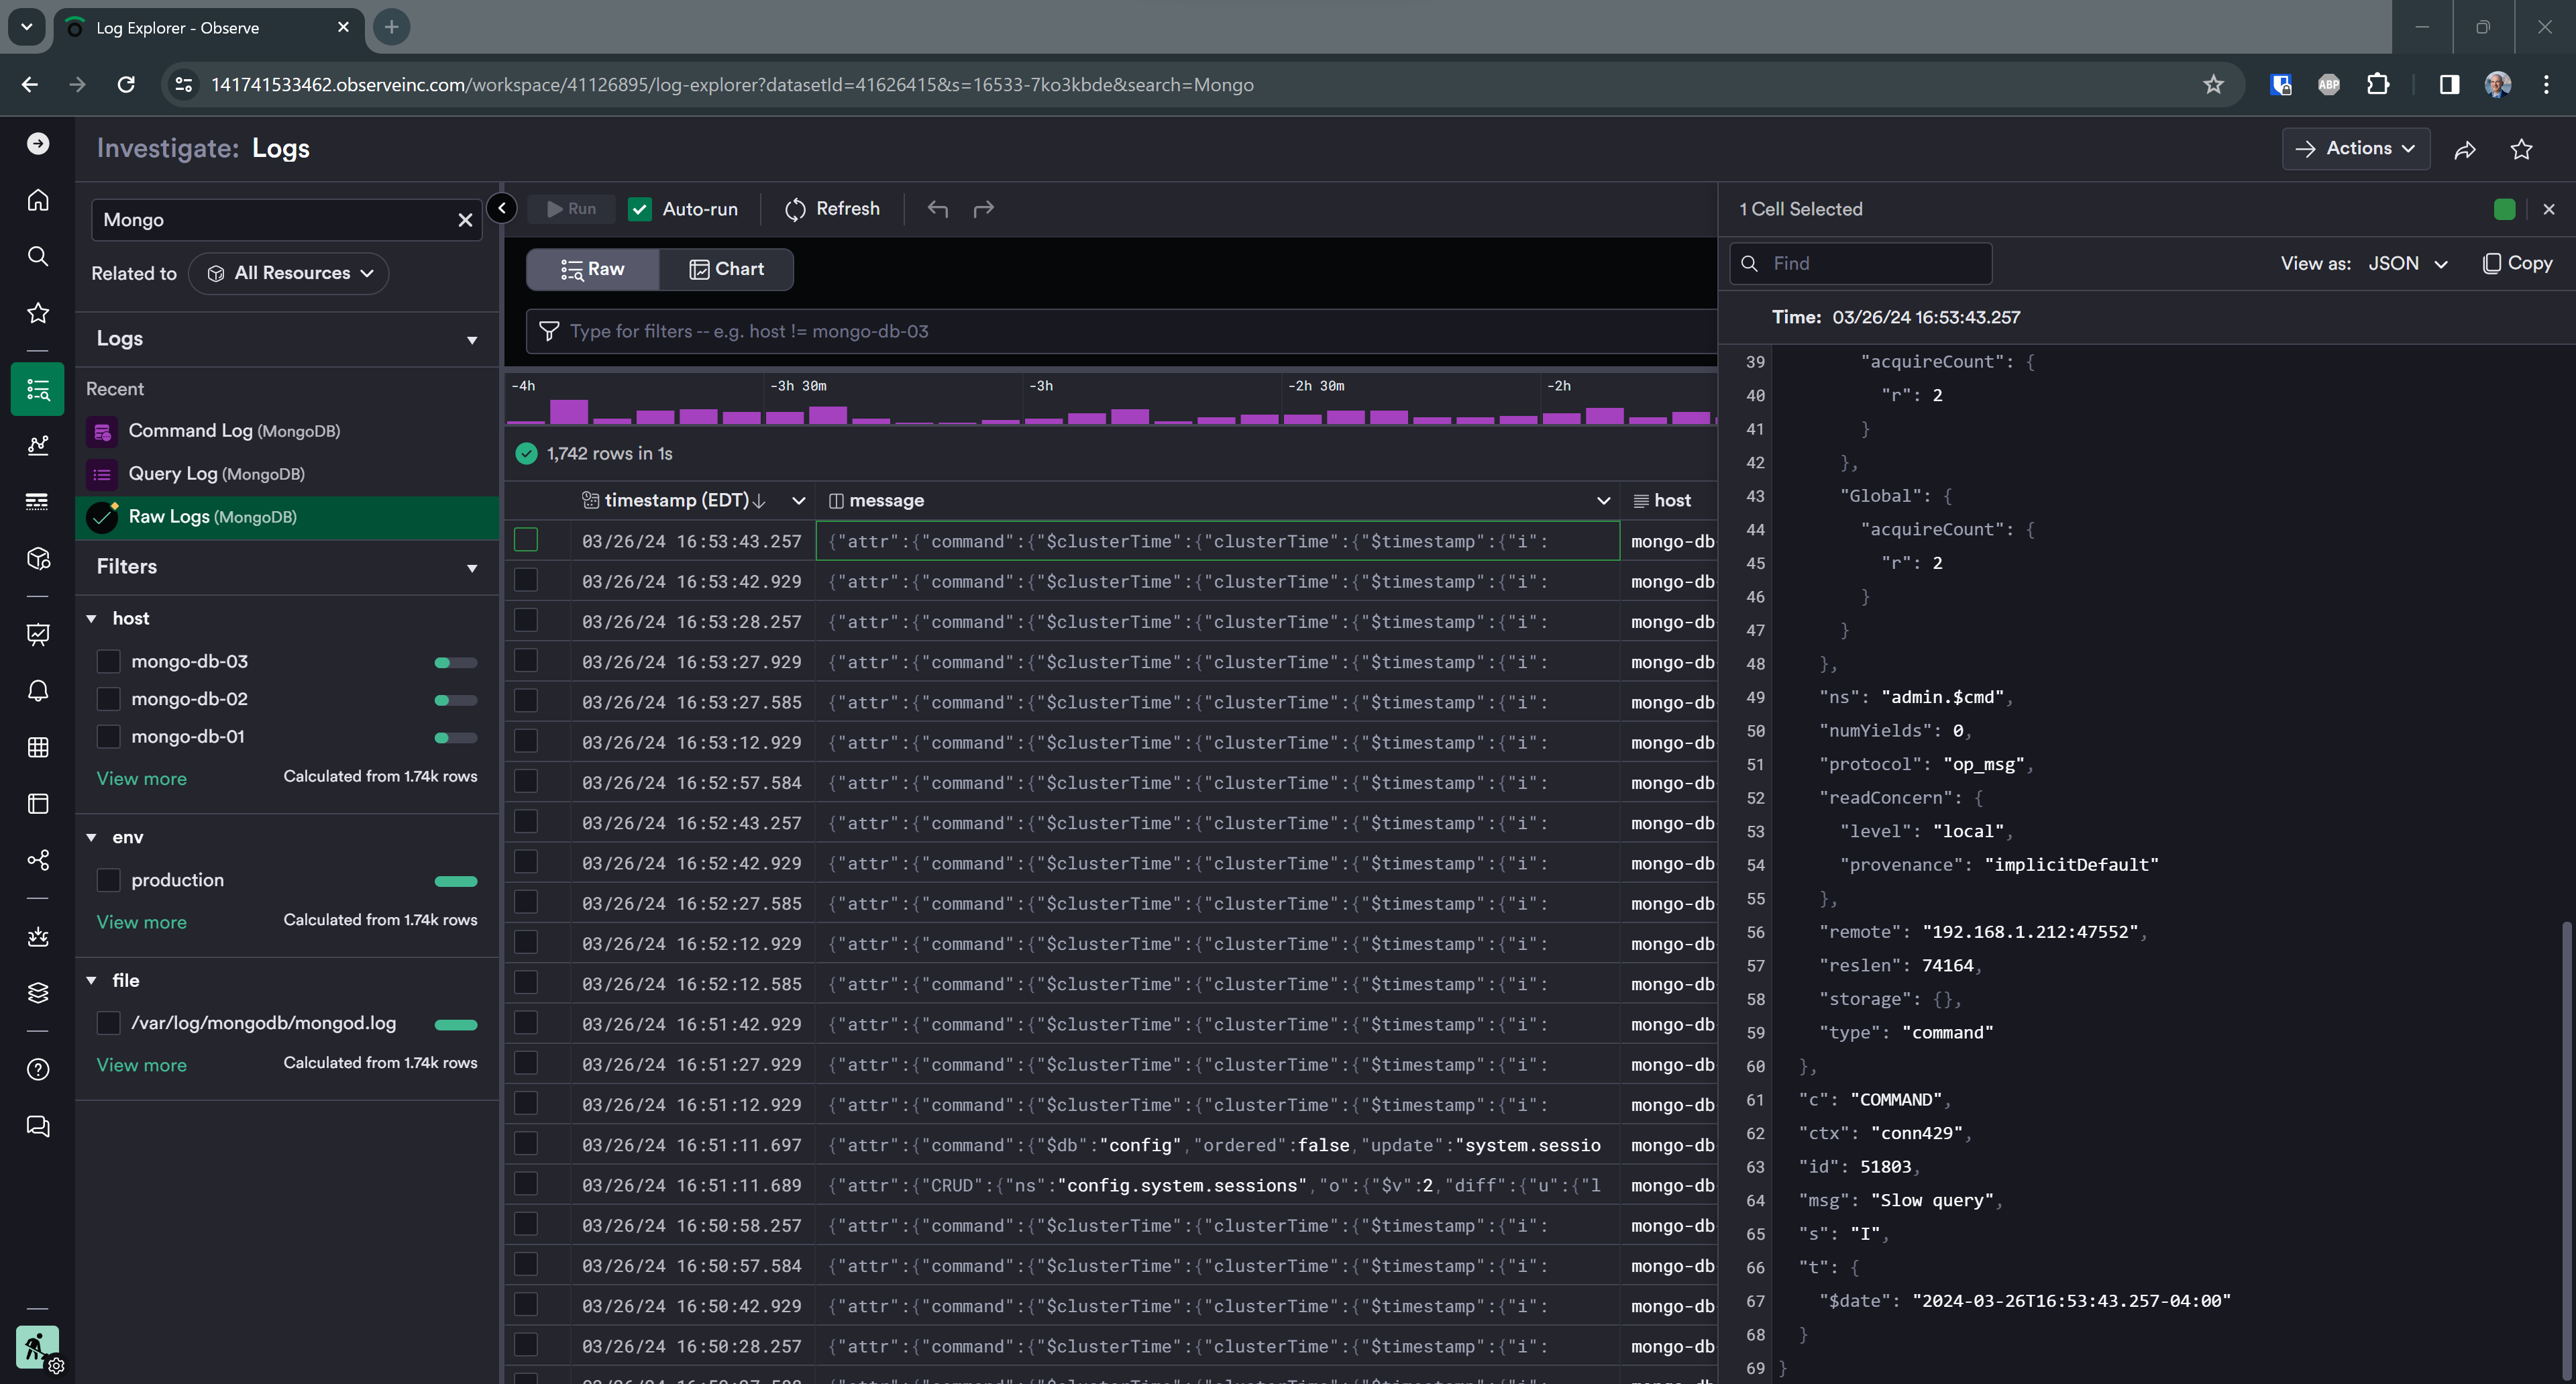 Log Explorer - Observe
141741533462.observeinc.com/workspace/41126895/log-explorer?datasetId=41626415&s=16533-7ko3kbde&search=Mongo
ABP
Investigate: Logs
Actions
Mongo
Related to All Resources
Logs
Recent
Command Log (MongoDB)
Query Log (MongoDB)
Raw Logs (MongoDB)
Filters
host
mongo-db-03
mongo-db-02
mongo-db-01
View more Calculated from 1.74k rows
env
production
View more Calculated from 1.74k rows
file
/var/log/mongodb/mongod.log
View more Calculated from 1.74k rows
Run Auto-run Refresh
Raw Chart
Type for filters -- e.g. host != mongo-db-03
-4h -3h 30m -3h -2h 30m -2h
1,742 rows in 1s
timestamp (EDT) message host
03/26/24 16:53:43.257 {"attr":{"command":{"$clusterTime":{"clusterTime":{"$timestamp":{"i": mongo-db
03/26/24 16:53:42.929 {"attr":{"command":{"$clusterTime":{"clusterTime":{"$timestamp":{"i": mongo-db
03/26/24 16:53:28.257 {"attr":{"command":{"$clusterTime":{"clusterTime":{"$timestamp":{"i": mongo-db
03/26/24 16:53:27.929 {"attr":{"command":{"$clusterTime":{"clusterTime":{"$timestamp":{"i": mongo-db
03/26/24 16:53:27.585 {"attr":{"command":{"$clusterTime":{"clusterTime":{"$timestamp":{"i": mongo-db
03/26/24 16:53:12.929 {"attr":{"command":{"$clusterTime":{"clusterTime":{"$timestamp":{"i": mongo-db
03/26/24 16:52:57.584 {"attr":{"command":{"$clusterTime":{"clusterTime":{"$timestamp":{"i": mongo-db
03/26/24 16:52:43.257 {"attr":{"command":{"$clusterTime":{"clusterTime":{"$timestamp":{"i": mongo-db
03/26/24 16:52:42.929 {"attr":{"command":{"$clusterTime":{"clusterTime":{"$timestamp":{"i": mongo-db
03/26/24 16:52:27.585 {"attr":{"command":{"$clusterTime":{"clusterTime":{"$timestamp":{"i": mongo-db
03/26/24 16:52:12.929 {"attr":{"command":{"$clusterTime":{"clusterTime":{"$timestamp":{"i": mongo-db
03/26/24 16:52:12.585 {"attr":{"command":{"$clusterTime":{"clusterTime":{"$timestamp":{"i": mongo-db
03/26/24 16:51:42.929 {"attr":{"command":{"$clusterTime":{"clusterTime":{"$timestamp":{"i": mongo-db
03/26/24 16:51:27.929 {"attr":{"command":{"$clusterTime":{"clusterTime":{"$timestamp":{"i": mongo-db
03/26/24 16:51:12.929 {"attr":{"command":{"$clusterTime":{"clusterTime":{"$timestamp":{"i": mongo-db
03/26/24 16:51:11.697 {"attr":{"command":{"$db":"config","ordered":false,"update":"system.sessio mongo-db
03/26/24 16:51:11.689 {"attr":{"CRUD":{"ns":"config.system.sessions","o":{"$v":2,"diff":{"u":{"l mongo-db
03/26/24 16:50:58.257 {"attr":{"command":{"$clusterTime":{"clusterTime":{"$timestamp":{"i": mongo-db
03/26/24 16:50:57.584 {"attr":{"command":{"$clusterTime":{"clusterTime":{"$timestamp":{"i": mongo-db
03/26/24 16:50:42.929 {"attr":{"command":{"$clusterTime":{"clusterTime":{"$timestamp":{"i": mongo-db
03/26/24 16:50:28.257 {"attr":{"command":{"$clusterTime":{"clusterTime":{"$timestamp":{"i": mongo-db
1 Cell Selected
Find View as: JSON Copy
Time: 03/26/24 16:53:43.257
39 "acquireCount": {
40 "r": 2
41 }
42 },
43 "Global": {
44 "acquireCount": {
45 "r": 2
46 }
47 }
48 },
49 "ns": "admin.$cmd",
50 "numYields": 0,
51 "protocol": "op_msg",
52 "readConcern": {
53 "level": "local",
54 "provenance": "implicitDefault"
55 },
56 "remote": "192.168.1.212:47552",
57 "reslen": 74164,
58 "storage": {},
59 "type": "command"
60 },
61 "c": "COMMAND",
62 "ctx": "conn429",
63 "id": 51803,
64 "msg": "Slow query",
65 "s": "I",
66 "t": {
67 "$date": "2024-03-26T16:53:43.257-04:00"
68 }
69 }